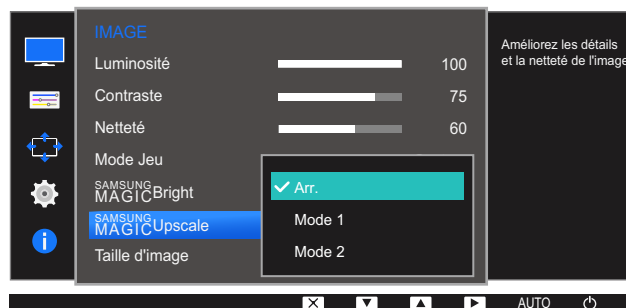 IMAGE
Luminosité 100
Contraste 75
Netteté 60
Mode Jeu
SAMSUNG MAGIC Bright
SAMSUNG MAGIC Upscale
Taille d'image
Arr.
Mode 1
Mode 2
Améliorez les détails
et la netteté de l'image
AUTO